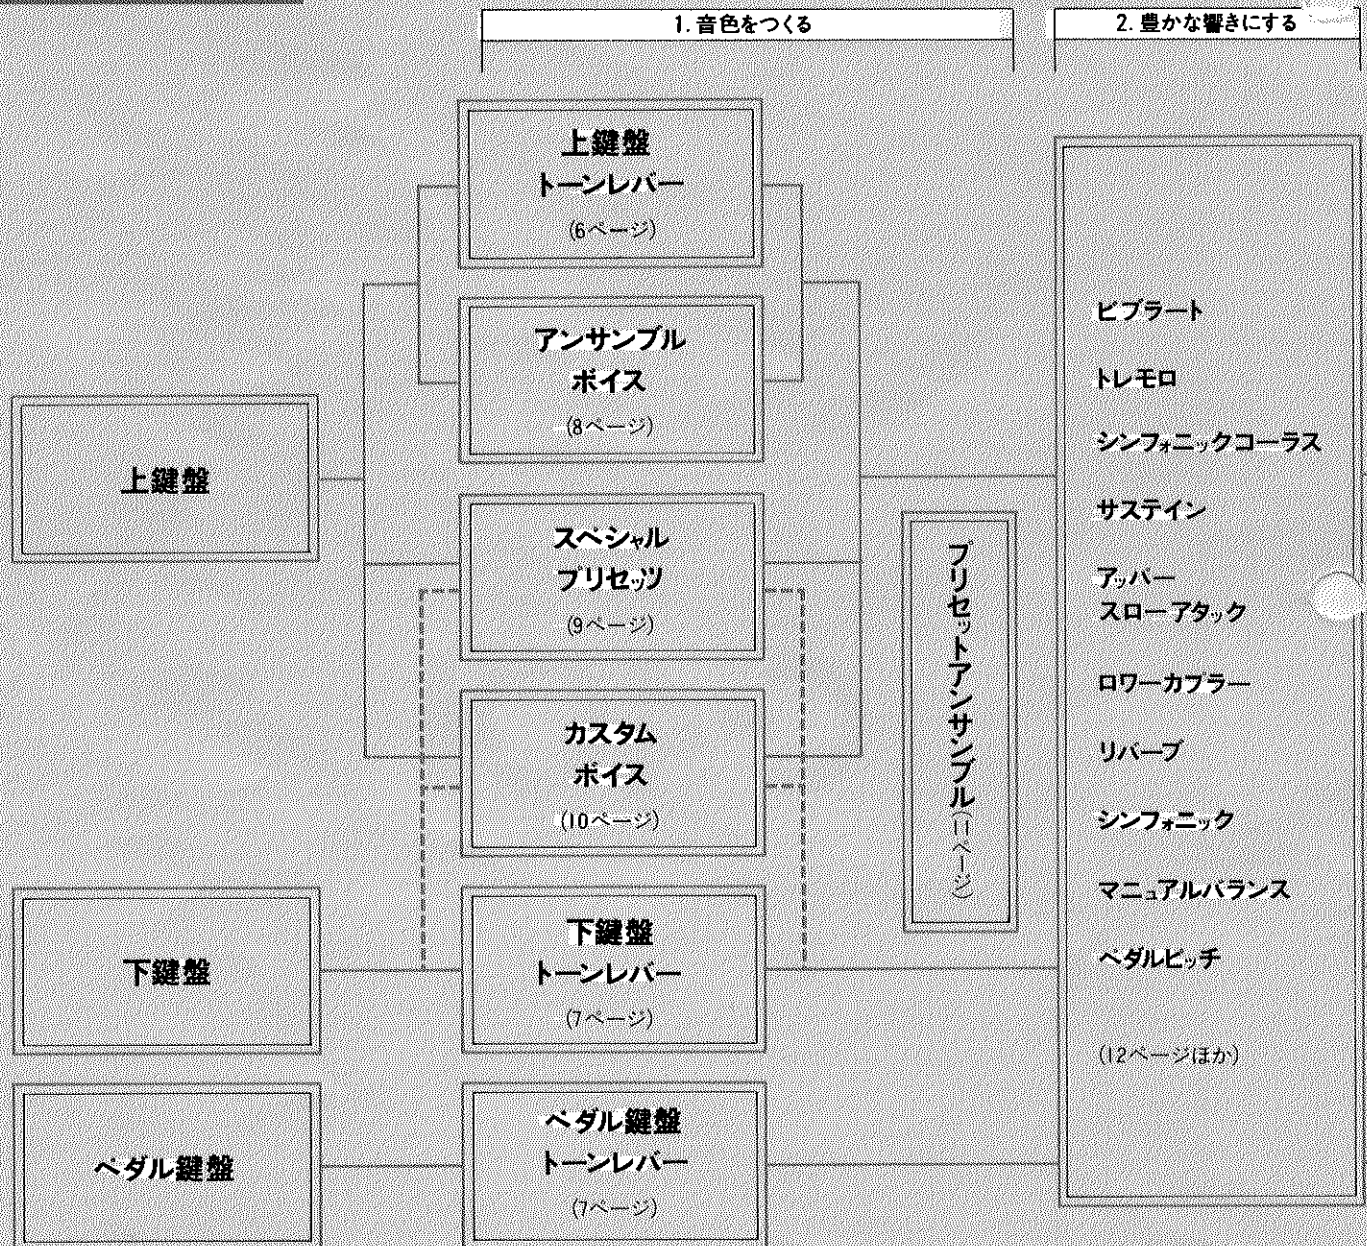 1. 音色をつくる
2. 豊かな響きにする
上鍵盤
トーンレバー
(6ページ)
アンサンブル
ボイス
(8ページ)
上鍵盤
スペシャル
プリセッツ
(9ページ)
カスタム
ボイス
(10ページ)
下鍵盤
下鍵盤
トーンレバー
(7ページ)
ペダル鍵盤
ペダル鍵盤
トーンレバー
(7ページ)
プリセットアンサンブル(11ページ)
ビブラート
トレモロ
シンフォニックコーラス
サステイン
アッパー
スローアタック
ロワーカプラー
リバーブ
シンフォニック
マニュアルバランス
ペダルピッチ
(12ページほか)